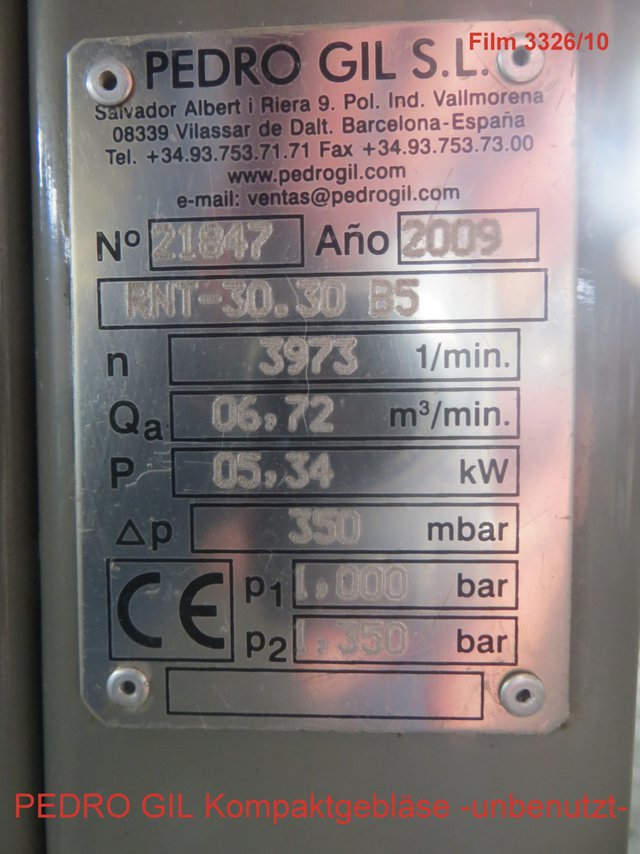 Film 3326/10
PEDRO GIL S.L.
Salvador Albert i Riera 9. Pol. Ind. Vallmorena
08339 Vilassar de Dalt. Barcelona-España
Tel. +34.93.753.71.71 Fax +34.93.753.73.00
www.pedrogil.com
e-mail: ventas@pedrogil.com
Nº 21847 Año 2009
RNT-30.30 B5
n 3973 1/min.
Qa 06,72 m³/min.
P 05,34 kW
Δp 350 mbar
CE p1 1,000 bar
p2 1,350 bar
PEDRO GIL Kompaktgebläse -unbenutzt-